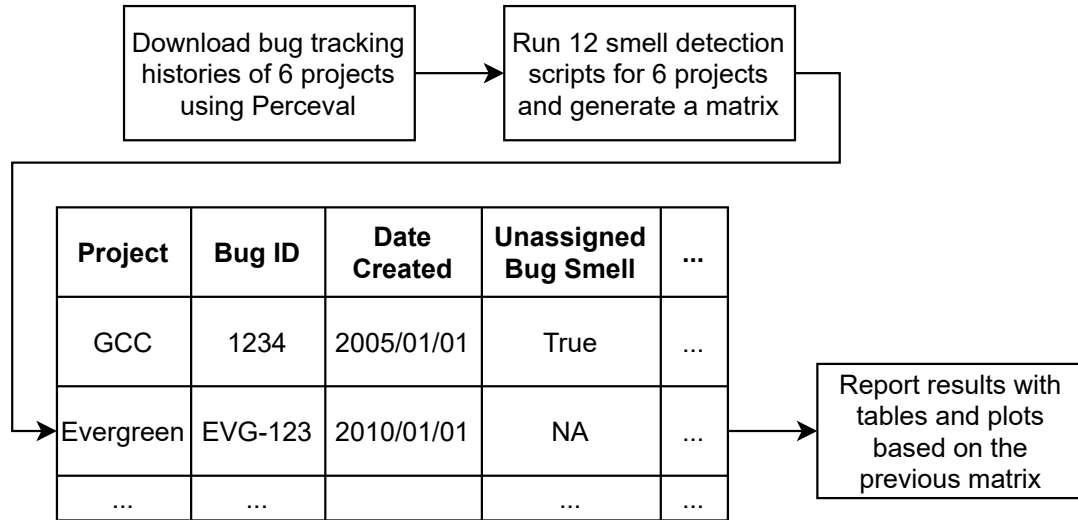 Download bug tracking
histories of 6 projects
using Perceval
Run 12 smell detection
scripts for 6 projects
and generate a matrix
Project
Bug ID
Date
Created
Unassigned
Bug Smell
...
GCC
1234
2005/01/01
True
...
Evergreen
EVG-123
2010/01/01
NA
...
...
...
...
...
Report results with
tables and plots
based on the
previous matrix